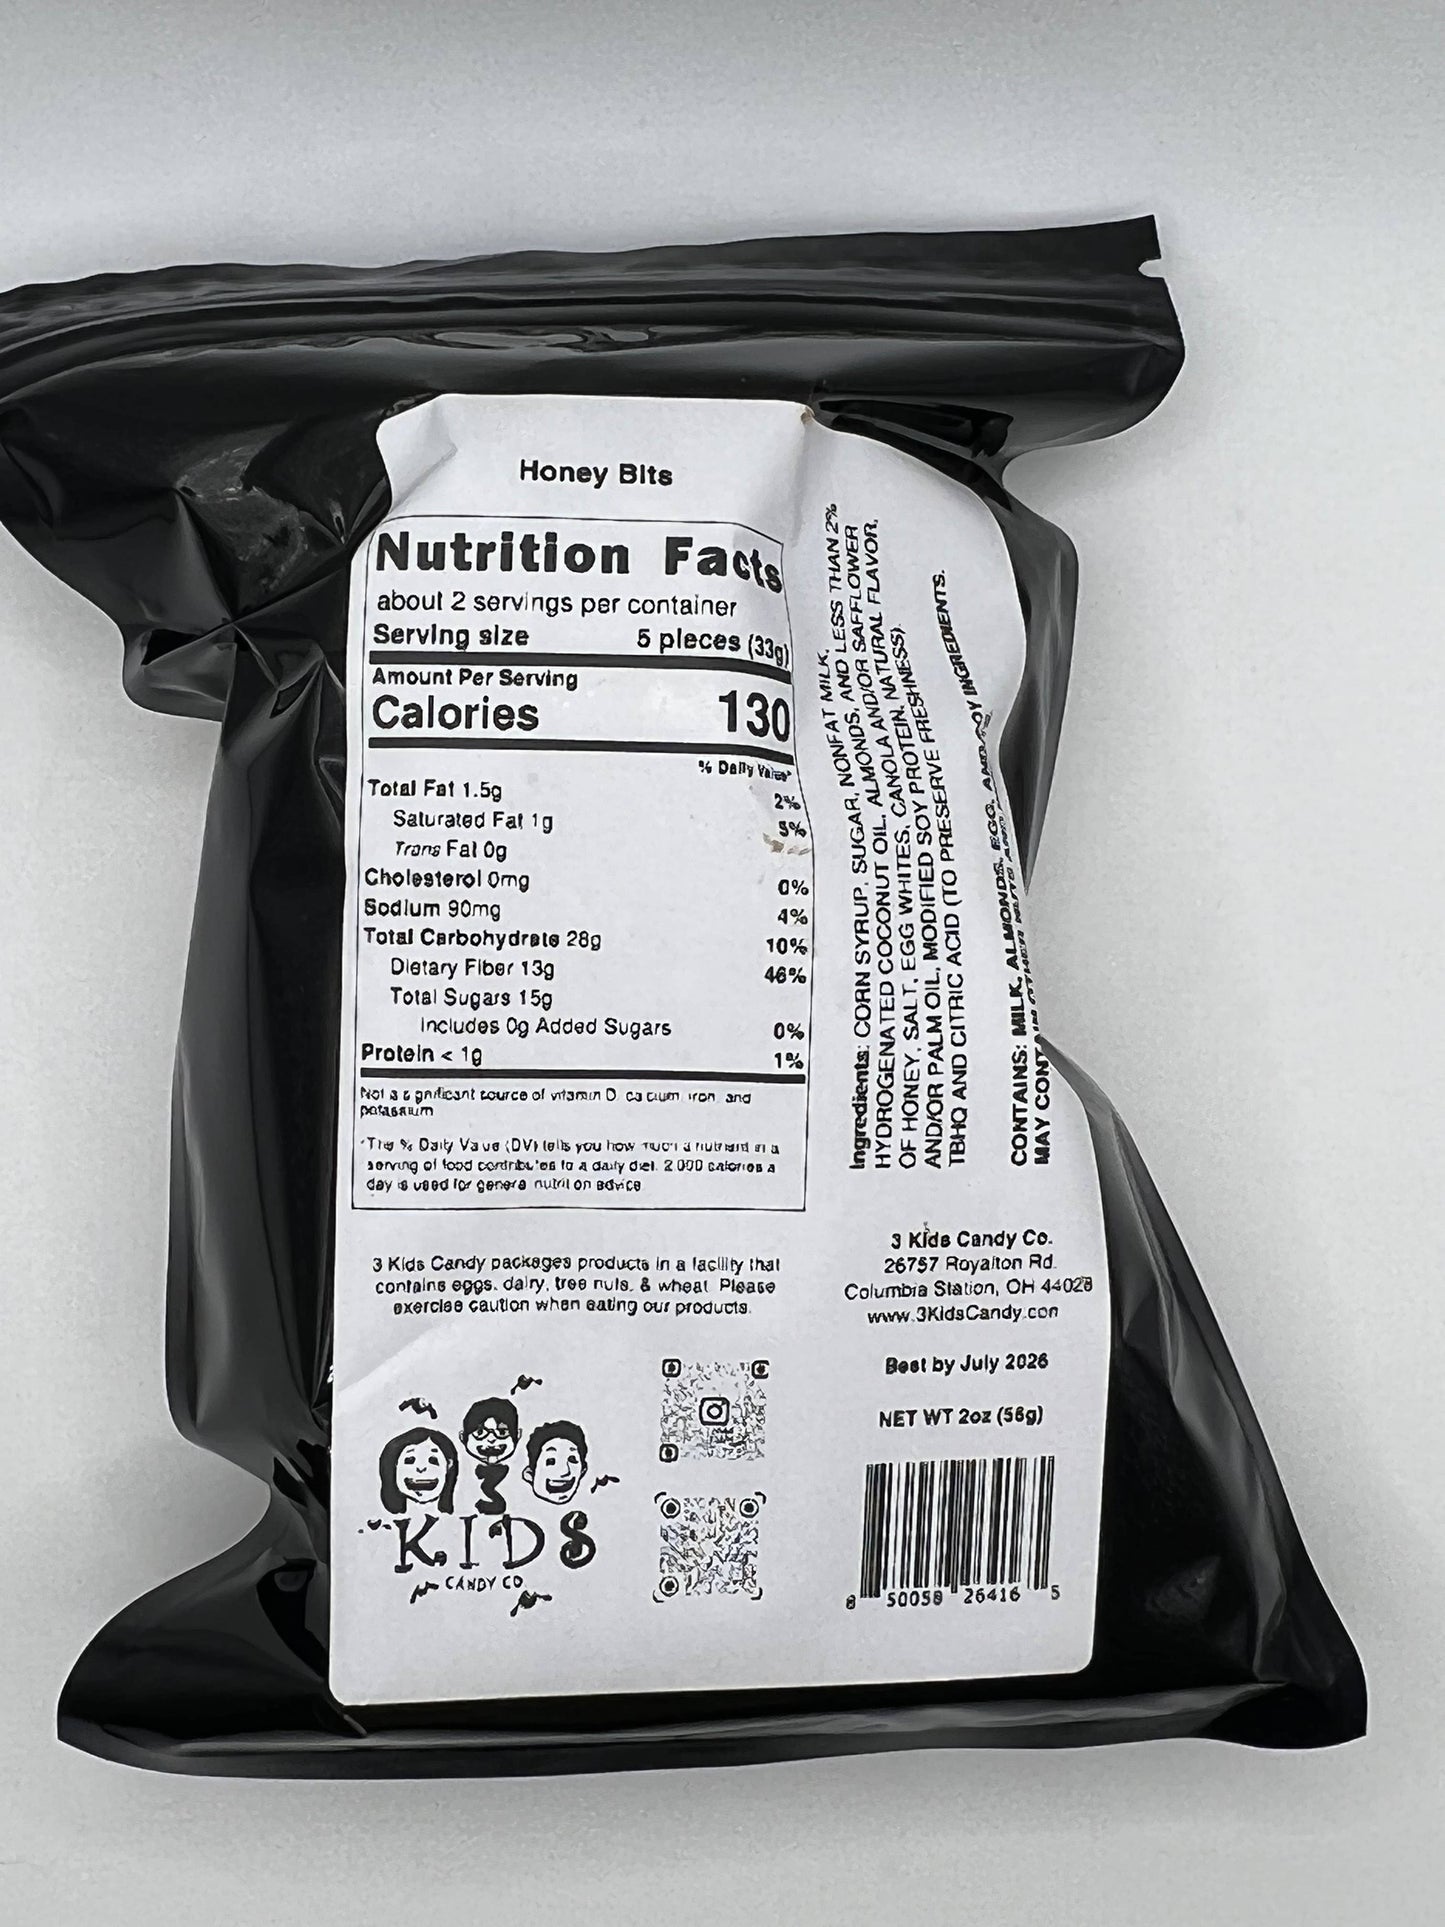 Honey Bits
Nutrition Facts
about 2 servings per container
Serving size 5 pieces (33g)
Amount Per Serving
Calories 130
% Daily Value*
Total Fat 1.5g 2%
Saturated Fat 1g 5%
Trans Fat 0g
Cholesterol 0mg 0%
Sodium 90mg 4%
Total Carbohydrate 28g 10%
Dietary Fiber 13g 46%
Total Sugars 15g
Includes 0g Added Sugars 0%
Protein < 1g 1%
Not a significant source of vitamin D, calcium, iron, and
potassium
*The % Daily Value (DV) tells you how much a nutrient in a
serving of food contributes to a daily diet. 2,000 calories a
day is used for general nutrition advice
Ingredients: CORN SYRUP, SUGAR, NONFAT MILK,
HYDROGENATED COCONUT OIL, ALMONDS, AND LESS THAN 2%
OF HONEY, SALT, EGG WHITES, CANOLA AND/OR SAFFLOWER
AND/OR PALM OIL, MODIFIED SOY PROTEIN, NATURAL FLAVOR,
TBHQ AND CITRIC ACID (TO PRESERVE FRESHNESS).
CONTAINS: MILK, ALMONDS, EGG, AND SOY INGREDIENTS.
MAY CONTAIN OTHER NUTS AND
3 Kids Candy packages products in a facility that
contains eggs, dairy, tree nuts, & wheat. Please
exercise caution when eating our products.
3 Kids Candy Co.
26757 Royalton Rd.
Columbia Station, OH 44028
www.3KidsCandy.com
Best by July 2026
NET WT 2oz (56g)
3
KIDS
CANDY CO
8 50058 26416 5